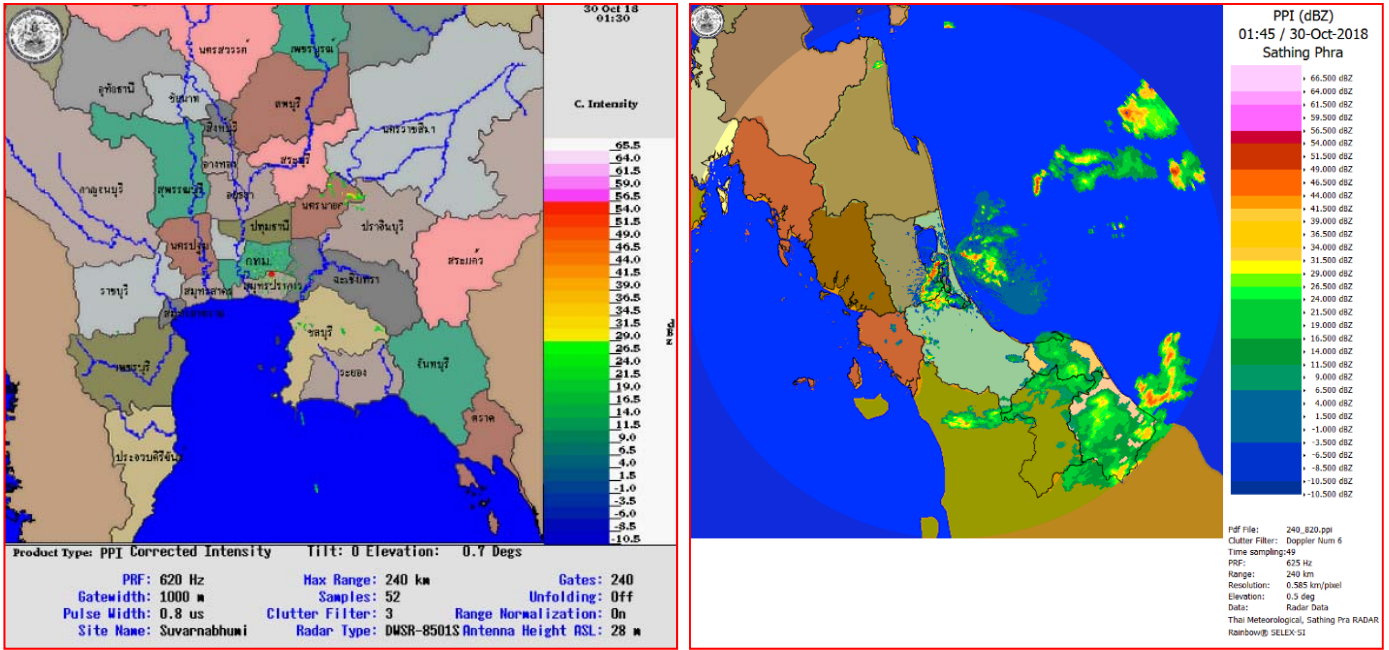 30 Oct 18
01:30
C. Intensity
65.5
64.0
61.5
59.0
56.5
54.0
51.5
49.0
46.5
44.0
41.5
39.0
36.5
34.0
31.5
29.0
26.5
24.0
21.5
19.0
16.5
14.0
11.5
9.0
6.5
4.0
1.5
-1.0
-3.5
-6.0
-8.5
-10.5
นครสวรรค์
เพชรบูรณ์
อุทัยธานี
ชัยนาท
ลพบุรี
สิงห์บุรี
นครราชสีมา
อ่างทอง
สระบุรี
กาญจนบุรี
สุพรรณบุรี
อยุธยา
นครนายก
ปทุมธานี
ปราจีนบุรี
นครปฐม
กทม.
สระแก้ว
ราชบุรี
สมุทรสาคร
สมุทรปราการ
ฉะเชิงเทรา
ชลบุรี
เพชรบุรี
ระยอง
จันทบุรี
ตราด
ประจวบคีรีขันธ์
Product Type: PPI Corrected Intensity Tilt: 0 Elevation: 0.7 Degs
PRF: 620 Hz Max Range: 240 km Gates: 240
Gatewidth: 1000 m Samples: 52 Unfolding: Off
Pulse Width: 0.8 us Clutter Filter: 3 Range Normalization: On
Site Name: Suvarnabhumi Radar Type: DWSR-8501S Antenna Height ASL: 28 m
PPI (dBZ)
01:45 / 30-Oct-2018
Sathing Phra
66.500 dBZ
64.000 dBZ
61.500 dBZ
59.500 dBZ
56.500 dBZ
54.000 dBZ
51.500 dBZ
49.000 dBZ
46.500 dBZ
44.000 dBZ
41.500 dBZ
39.000 dBZ
36.500 dBZ
34.000 dBZ
31.500 dBZ
29.000 dBZ
26.500 dBZ
24.000 dBZ
21.500 dBZ
19.000 dBZ
16.500 dBZ
14.000 dBZ
11.500 dBZ
9.000 dBZ
6.500 dBZ
4.000 dBZ
1.500 dBZ
-1.000 dBZ
-3.500 dBZ
-6.500 dBZ
-8.500 dBZ
-10.500 dBZ
-10.500 dBZ
Pdf File: 240_820.ppi
Clutter Filter: Doppler Num 6
Time sampling:49
PRF: 625 Hz
Range: 240 km
Resolution: 0.585 km/pixel
Elevation: 0.5 deg
Data: Radar Data
Thai Meteorological, Sathing Pra RADAR
Rainbow® SELEX-SI